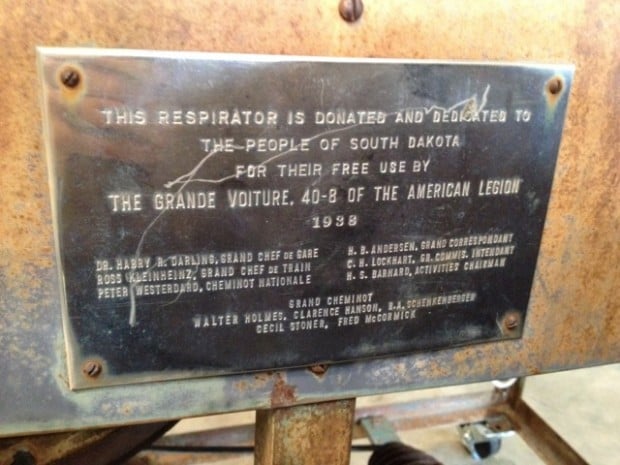 THIS RESPIRATOR IS DONATED AND DEDICATED TO
THE PEOPLE OF SOUTH DAKOTA
FOR THEIR FREE USE BY
THE GRANDE VOITURE, 40-8 OF THE AMERICAN LEGION
1938
DR. HARRY R. DARLING, GRAND CHEF DE GARE
ROSS KLEINHEINZ, GRAND CHEF DE TRAIN
PETER WESTERDARD, CHEMINOT NATIONALE
H. B. ANDERSEN, GRAND CORRESPONDANT
C. H. LOCKHART, GR. COMMIS. INTENDANT
H. S. BARNARD, ACTIVITIES CHAIRMAN
GRAND CHEMINOT
WALTER HOLMES, CLARENCE HANSON, B.A. SCHENKENBERGER
CECIL STONER, FRED McCORMICK